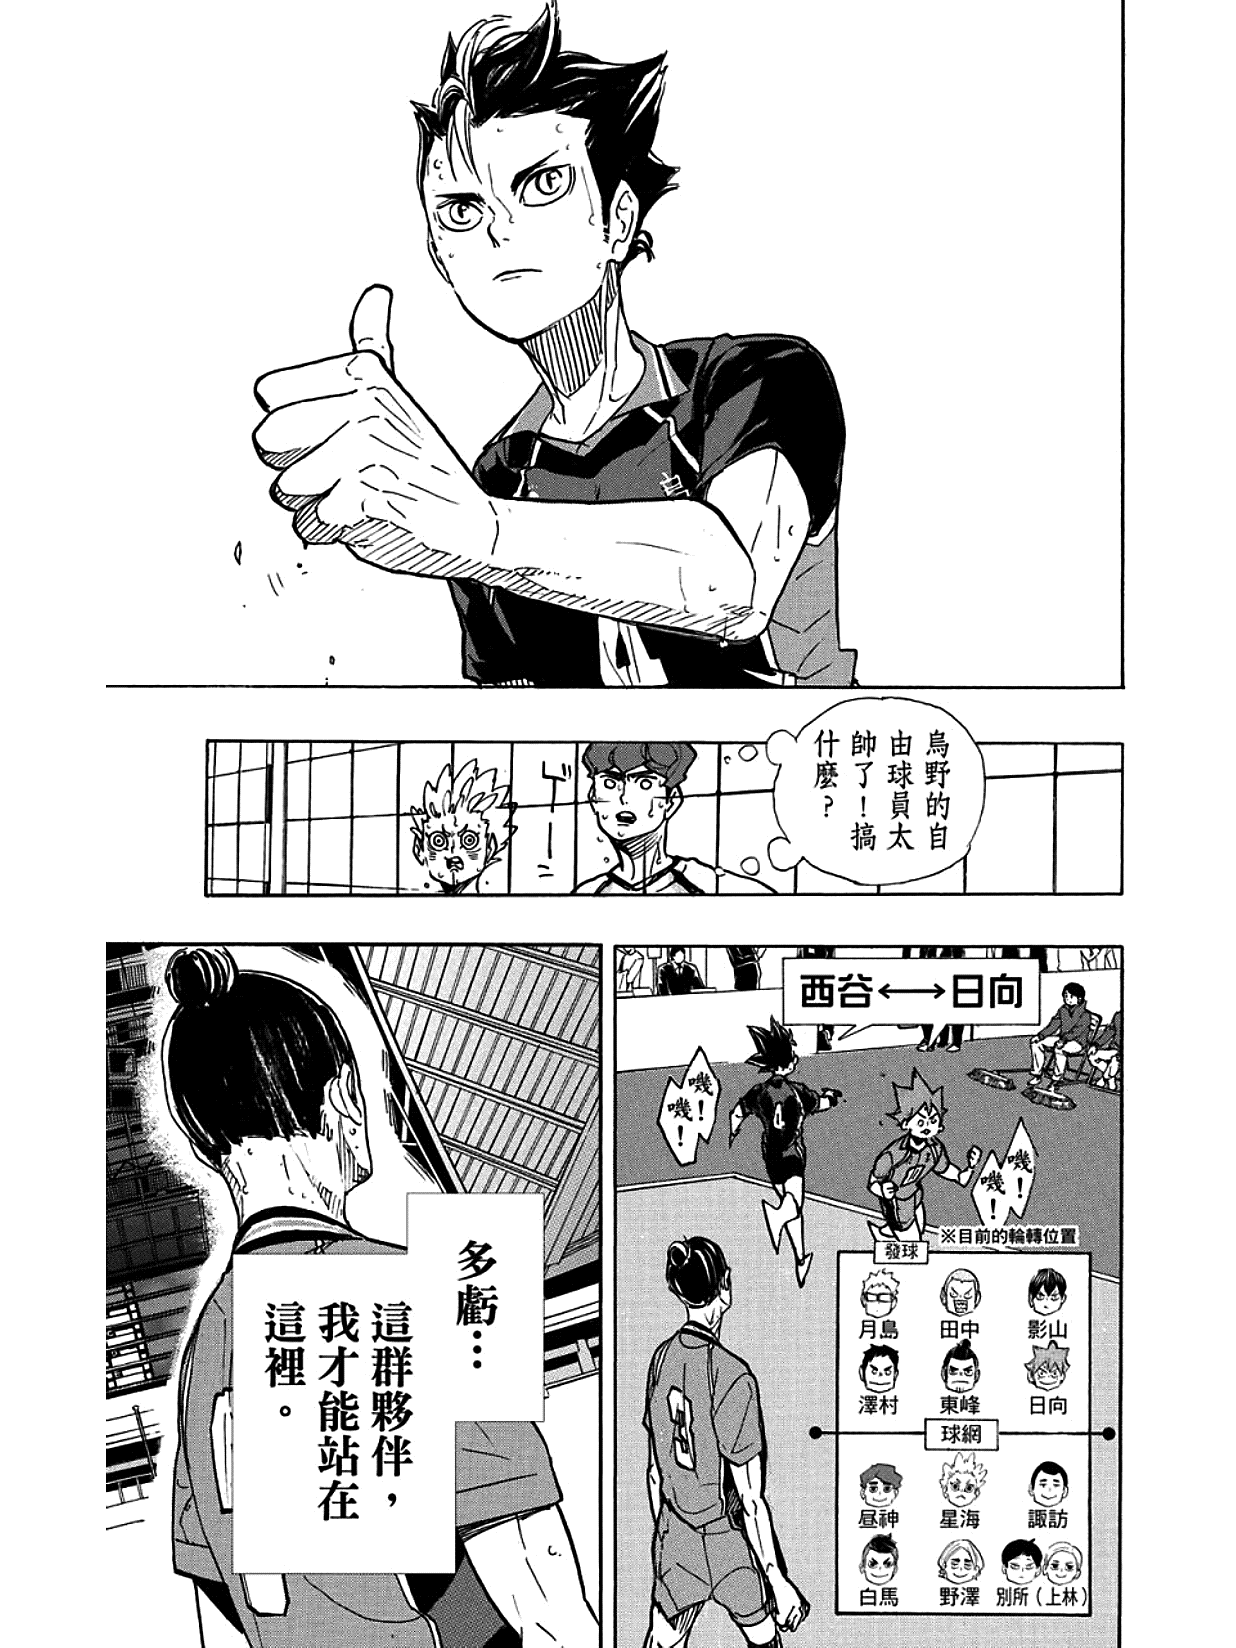 烏野的自
由球員太
帥了！搞
什麼？
西谷⟷日向
嘰！
嘰！
！
嘰！
嘰！
※目前的輪轉位置
發球
月島 田中 影山
澤村 東峰 日向
球網
昼神 星海 諏訪
白馬 野澤 別所（上林）
多虧…
這群夥伴，
我才能站在
這裡。